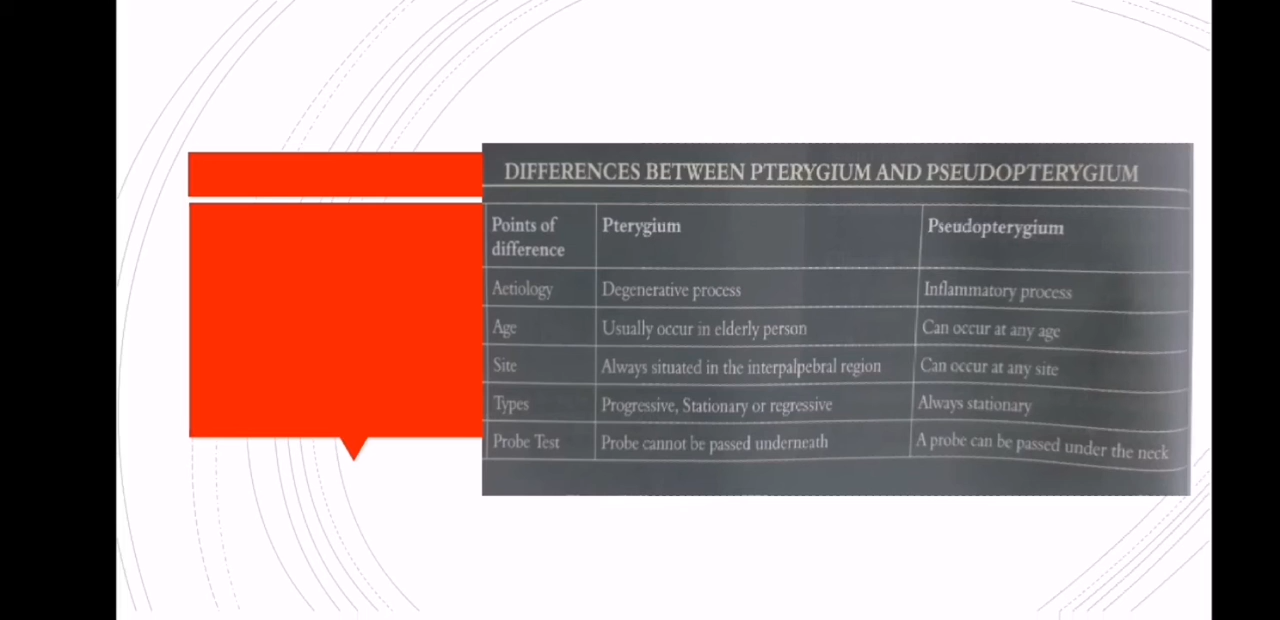 DIFFERENCES BETWEEN PTERYGIUM AND PSEUDOPTERYGIUM
Points of difference Pterygium Pseudopterygium
Aetiology Degenerative process Inflammatory process
Age Usually occur in elderly person Can occur at any age
Site Always situated in the interpalpebral region Can occur at any site
Types Progressive, Stationary or regressive Always stationary
Probe Test Probe cannot be passed underneath A probe can be passed under the neck